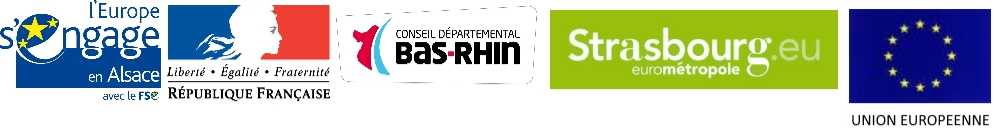 l'Europe
s'engage
en Alsace
avec le FSe
Liberté • Égalité • Fraternité
RÉPUBLIQUE FRANÇAISE
CONSEIL DÉPARTEMENTAL
BAS-RHIN
Strasbourg.eu
eurométropole
UNION EUROPEENNE